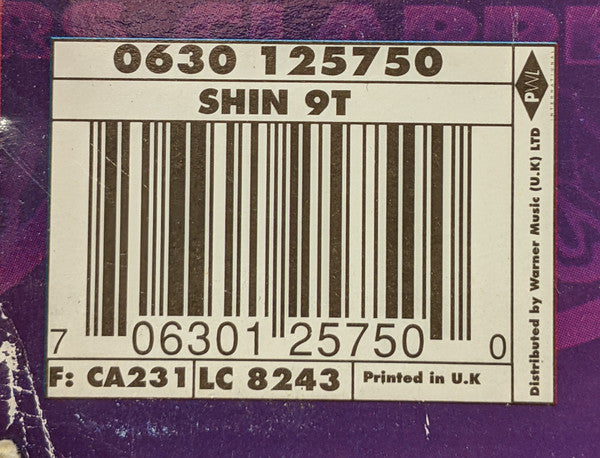 0630 125750
SHIN 9T
7 06301 25750 0
F: CA231
LC 8243
Printed in U.K
PWL
INTERNATIONAL
Distributed by Warner Music (U.K) LTD